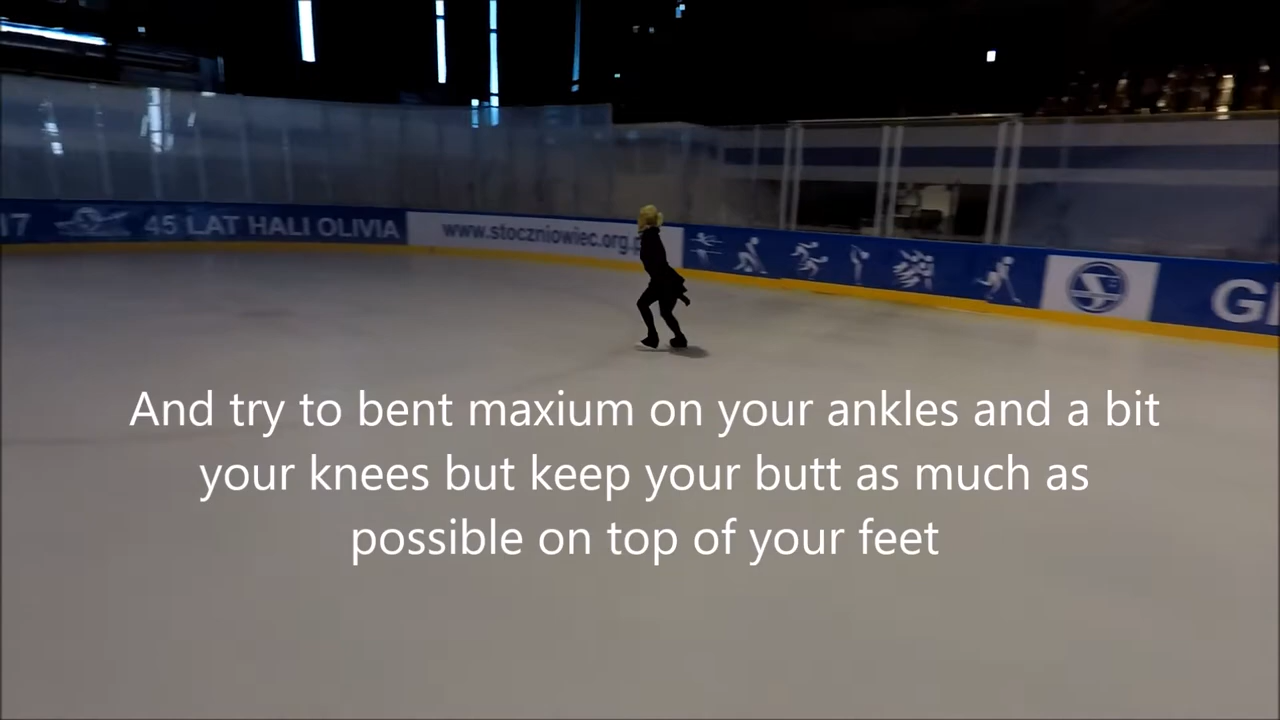 17 45 LAT HALI OLIVIA www.stoczniowiec.org.p
And try to bent maxium on your ankles and a bit
your knees but keep your butt as much as
possible on top of your feet